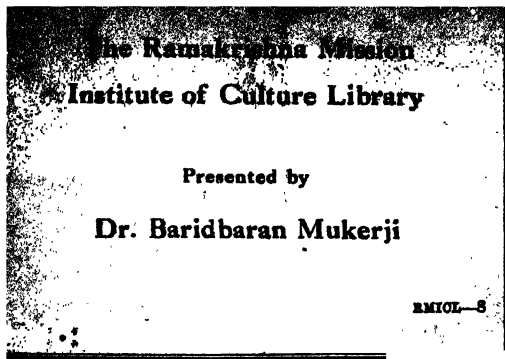 The Ramakrishna Mission
Institute of Culture Library
Presented by
Dr. Baridbaran Mukerji
RMICL—8